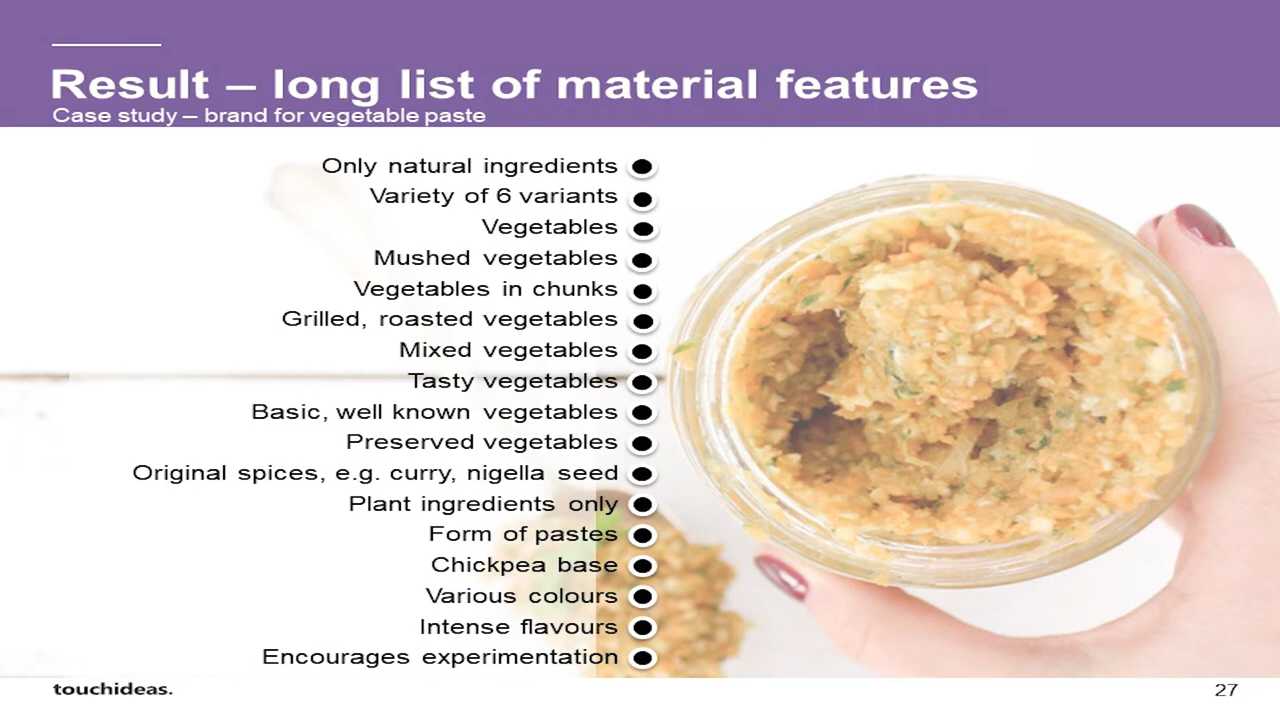 Result – long list of material features
Case study – brand for vegetable paste
Only natural ingredients
Variety of 6 variants
Vegetables
Mushed vegetables
Vegetables in chunks
Grilled, roasted vegetables
Mixed vegetables
Tasty vegetables
Basic, well known vegetables
Preserved vegetables
Original spices, e.g. curry, nigella seed
Plant ingredients only
Form of pastes
Chickpea base
Various colours
Intense flavours
Encourages experimentation
touchideas.
27